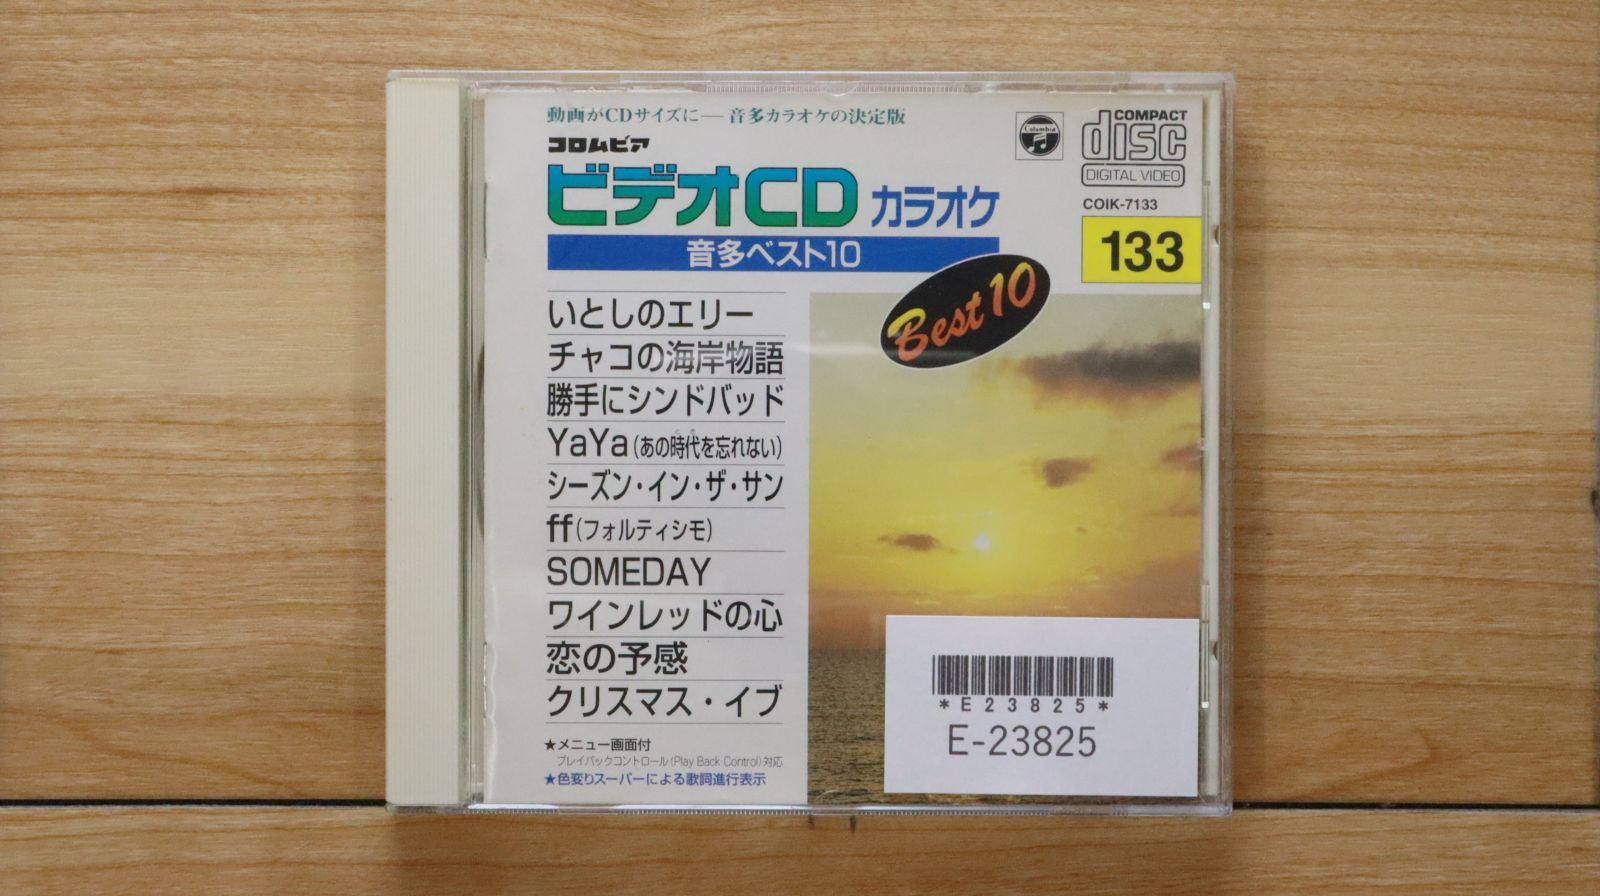 動画がCDサイズに―音多カラオケの決定版
コロムビア
ビデオCD カラオケ
音多ベスト10
Columbia
COMPACT
disc
DIGITAL VIDEO
COIK-7133
133
Best 10
いとしのエリー
チャコの海岸物語
勝手にシンドバッド
YaYa(あの時代を忘れない)
シーズン・イン・ザ・サン
ff(フォルティシモ)
SOMEDAY
ワインレッドの心
恋の予感
クリスマス・イブ
★メニュー画面付
プレイバックコントロール(Play Back Control)対応
★色変りスーパーによる歌詞進行表示
*E23825*
E-23825